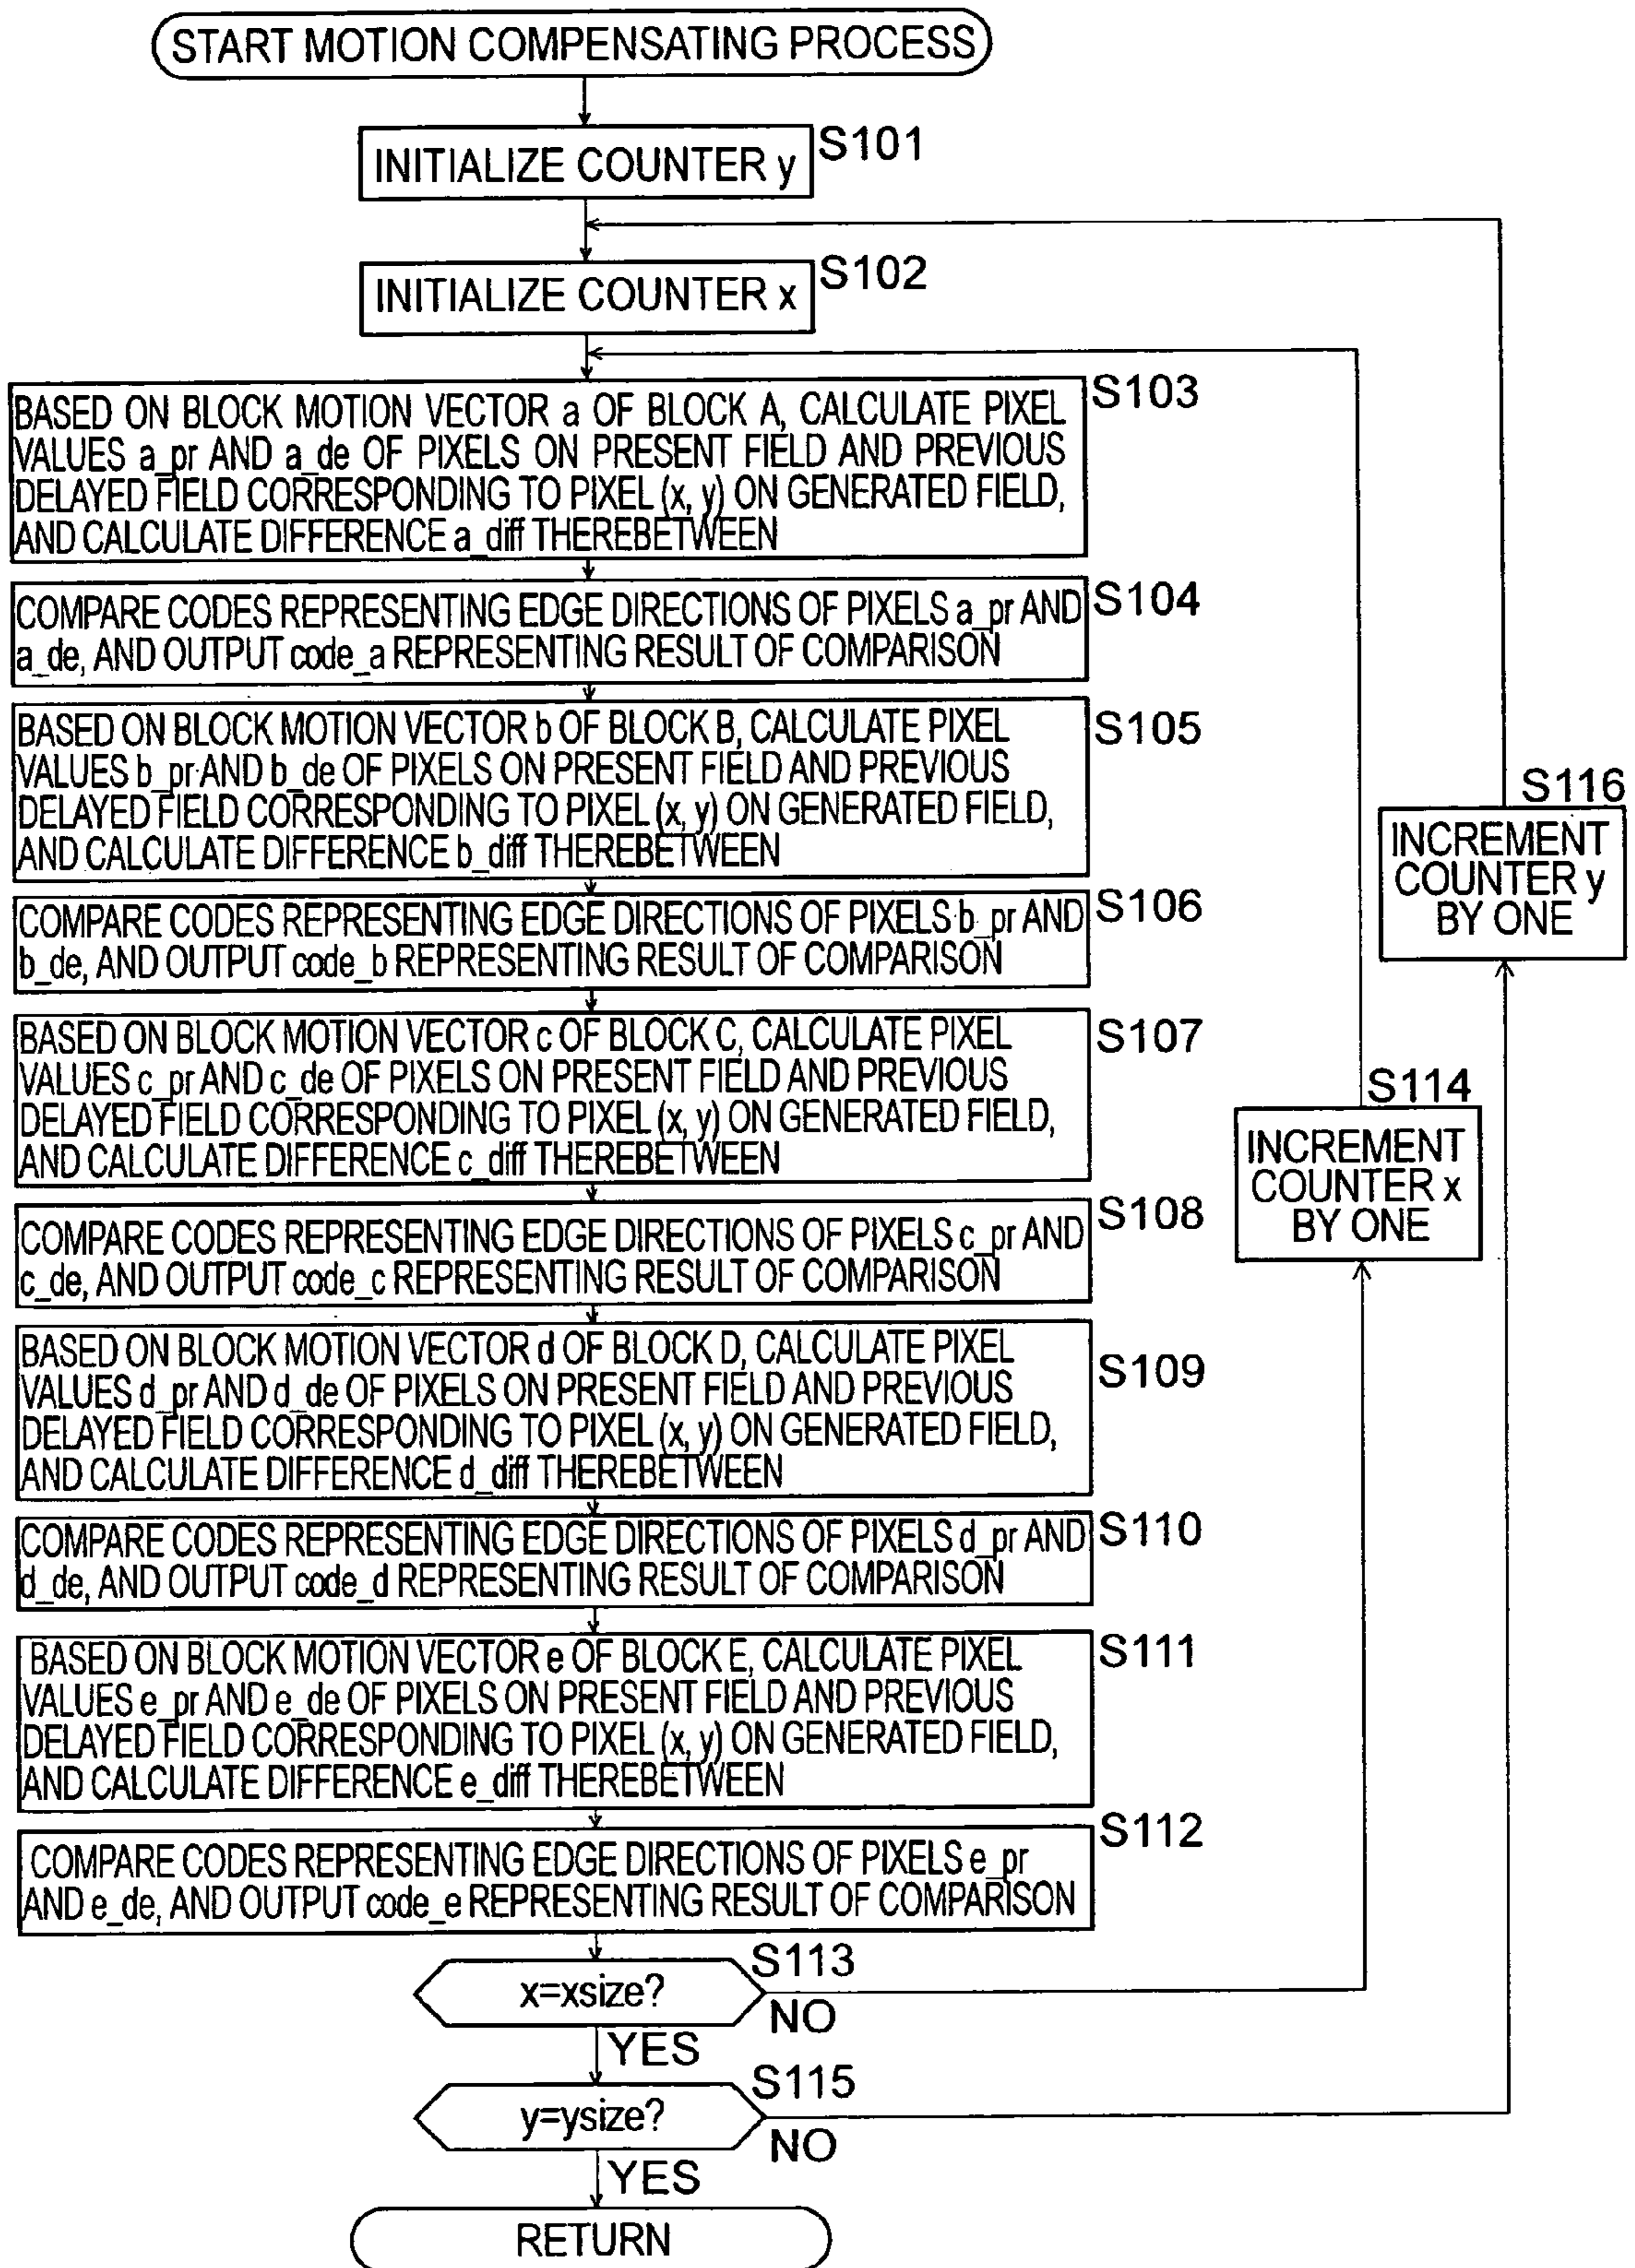 START MOTION COMPENSATING PROCESS
INITIALIZE COUNTER y
S101
INITIALIZE COUNTER x
S102
BASED ON BLOCK MOTION VECTOR a OF BLOCK A, CALCULATE PIXEL
VALUES a_pr AND a_de OF PIXELS ON PRESENT FIELD AND PREVIOUS
DELAYED FIELD CORRESPONDING TO PIXEL (x, y) ON GENERATED FIELD,
AND CALCULATE DIFFERENCE a_diff THEREBETWEEN
S103
COMPARE CODES REPRESENTING EDGE DIRECTIONS OF PIXELS a_pr AND
a_de, AND OUTPUT code_a REPRESENTING RESULT OF COMPARISON
S104
BASED ON BLOCK MOTION VECTOR b OF BLOCK B, CALCULATE PIXEL
VALUES b_pr AND b_de OF PIXELS ON PRESENT FIELD AND PREVIOUS
DELAYED FIELD CORRESPONDING TO PIXEL (x, y) ON GENERATED FIELD,
AND CALCULATE DIFFERENCE b_diff THEREBETWEEN
S105
COMPARE CODES REPRESENTING EDGE DIRECTIONS OF PIXELS b_pr AND
b_de, AND OUTPUT code_b REPRESENTING RESULT OF COMPARISON
S106
BASED ON BLOCK MOTION VECTOR c OF BLOCK C, CALCULATE PIXEL
VALUES c_pr AND c_de OF PIXELS ON PRESENT FIELD AND PREVIOUS
DELAYED FIELD CORRESPONDING TO PIXEL (x, y) ON GENERATED FIELD,
AND CALCULATE DIFFERENCE c_diff THEREBETWEEN
S107
COMPARE CODES REPRESENTING EDGE DIRECTIONS OF PIXELS c_pr AND
c_de, AND OUTPUT code_c REPRESENTING RESULT OF COMPARISON
S108
BASED ON BLOCK MOTION VECTOR d OF BLOCK D, CALCULATE PIXEL
VALUES d_pr AND d_de OF PIXELS ON PRESENT FIELD AND PREVIOUS
DELAYED FIELD CORRESPONDING TO PIXEL (x, y) ON GENERATED FIELD,
AND CALCULATE DIFFERENCE d_diff THEREBETWEEN
S109
COMPARE CODES REPRESENTING EDGE DIRECTIONS OF PIXELS d_pr AND
d_de, AND OUTPUT code_d REPRESENTING RESULT OF COMPARISON
S110
BASED ON BLOCK MOTION VECTOR e OF BLOCK E, CALCULATE PIXEL
VALUES e_pr AND e_de OF PIXELS ON PRESENT FIELD AND PREVIOUS
DELAYED FIELD CORRESPONDING TO PIXEL (x, y) ON GENERATED FIELD,
AND CALCULATE DIFFERENCE e_diff THEREBETWEEN
S111
COMPARE CODES REPRESENTING EDGE DIRECTIONS OF PIXELS e_pr
AND e_de, AND OUTPUT code_e REPRESENTING RESULT OF COMPARISON
S112
x=xsize?
S113
NO
YES
S114
INCREMENT
COUNTER x
BY ONE
y=ysize?
S115
NO
YES
S116
INCREMENT
COUNTER y
BY ONE
RETURN